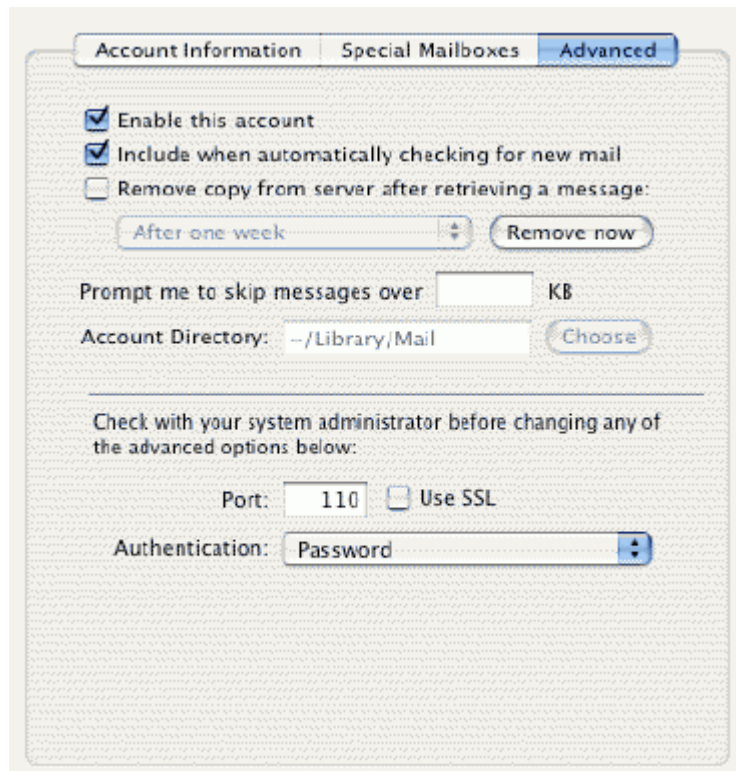 Account Information Special Mailboxes Advanced
Enable this account
Include when automatically checking for new mail
Remove copy from server after retrieving a message:
After one week Remove now
Prompt me to skip messages over KB
Account Directory: ~/Library/Mail Choose
Check with your system administrator before changing any of
the advanced options below:
Port: 110 Use SSL
Authentication: Password